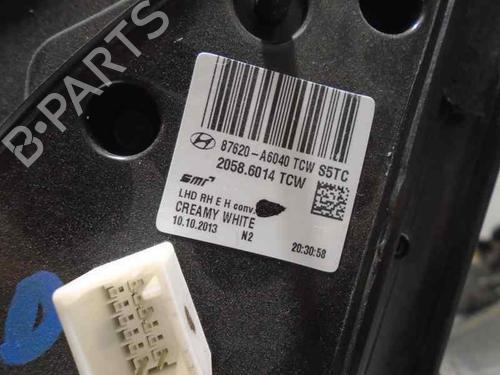 B-PARTS
87620-A6040 TCW S5TC
2058.6014 TCW
SMR
LHD RH E H conv.
CREAMY WHITE
10.10.2013 N2 20:30:58